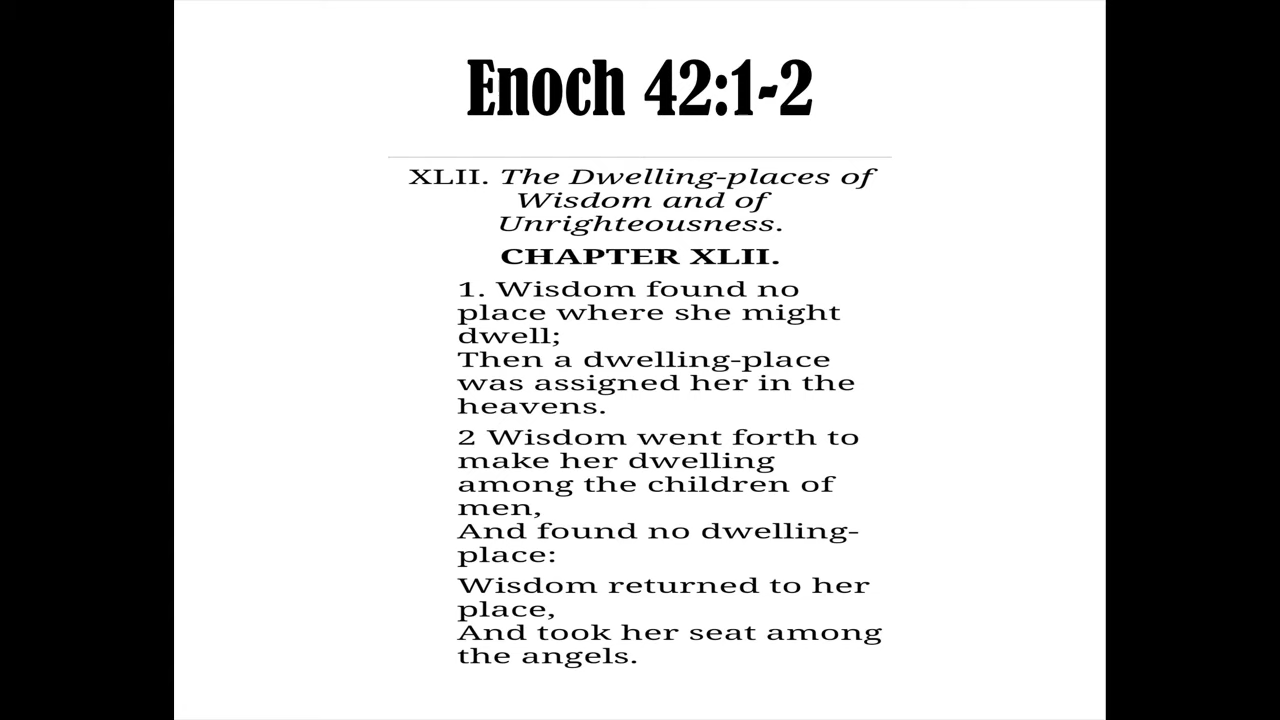 Enoch 42:1-2
XLII. The Dwelling-places of
Wisdom and of
Unrighteousness.
CHAPTER XLII.
1. Wisdom found no
place where she might
dwell;
Then a dwelling-place
was assigned her in the
heavens.
2 Wisdom went forth to
make her dwelling
among the children of
men,
And found no dwelling-
place:
Wisdom returned to her
place,
And took her seat among
the angels.